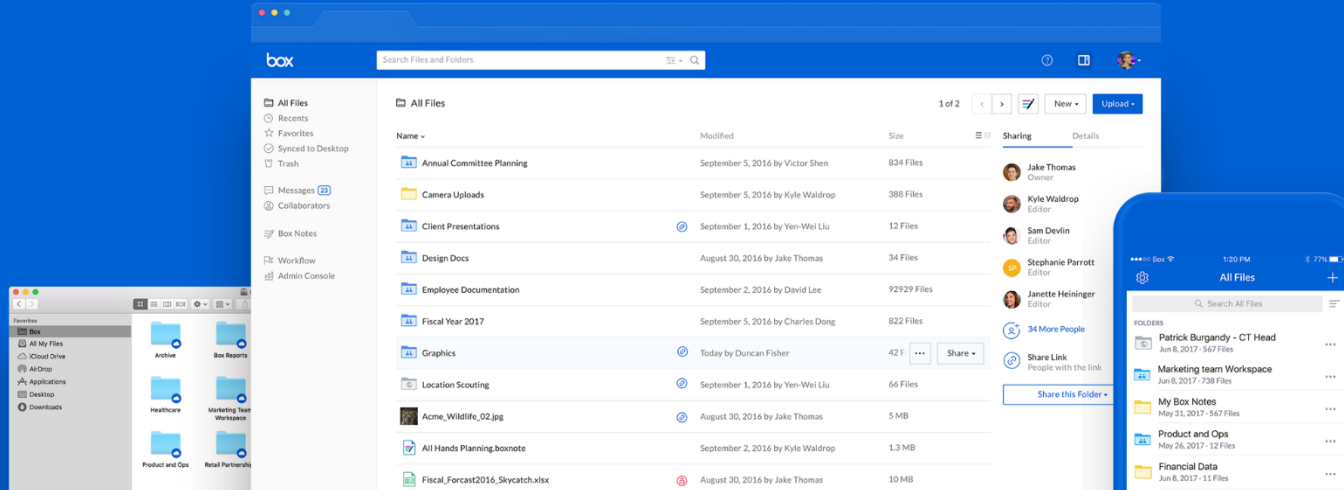 box
Search Files and Folders
All Files
Recents
Favorites
Synced to Desktop
Trash
Messages 23
Collaborators
Box Notes
Workflow
Admin Console
All Files
1 of 2
New
Upload
Name Modified Size
Annual Committee Planning September 5, 2016 by Victor Shen 834 Files
Camera Uploads September 5, 2016 by Kyle Waldrop 388 Files
Client Presentations September 1, 2016 by Yen-Wei Liu 12 Files
Design Docs August 30, 2016 by Jake Thomas 34 Files
Employee Documentation September 2, 2016 by David Lee 92929 Files
Fiscal Year 2017 September 5, 2016 by Charles Dong 822 Files
Graphics Today by Duncan Fisher 42 F ... Share
Location Scouting September 1, 2016 by Yen-Wei Liu 66 Files
Acme_Wildlife_02.jpg August 30, 2016 by Jake Thomas 5 MB
All Hands Planning.boxnote September 2, 2016 by Kyle Waldrop 1.3 MB
Fiscal_Forcast2016_Skycatch.xlsx August 30, 2016 by Jake Thomas 10 MB
Sharing Details
Jake Thomas
Owner
Kyle Waldrop
Editor
Sam Devlin
Editor
SP Stephanie Parrott
Editor
Janette Heininger
Editor
34 More People
Share Link
People with the link
Share this Folder
Favorites
Box
All My Files
iCloud Drive
AirDrop
Applications
Desktop
Downloads
Archive Box Reports
Healthcare Marketing Team
Workspace
Product and Ops Retail Partnership
Box 1:20 PM 77%
All Files
Search All Files
FOLDERS
Patrick Burgandy - CT Head
Jun 8, 2017 · 567 Files
Marketing team Workspace
Jun 8, 2017 · 738 Files
My Box Notes
May 31, 2017 · 567 Files
Product and Ops
May 26, 2017 · 12 Files
Financial Data
Jun 8, 2017 · 11 Files